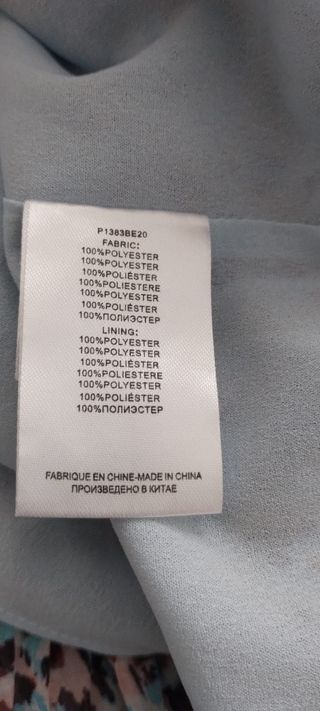 P1383BE20
FABRIC:
100%POLYESTER
100%POLYESTER
100%POLIÉSTER
100%POLIESTERE
100%POLYESTER
100%POLIÉSTER
100%ПОЛИЭСТЕР
LINING:
100%POLYESTER
100%POLYESTER
100%POLIÉSTER
100%POLIESTERE
100%POLYESTER
100%POLIÉSTER
100%ПОЛИЭСТЕР
FABRIQUE EN CHINE-MADE IN CHINA
ПРОИЗВЕДЕНО В КИТАЕ